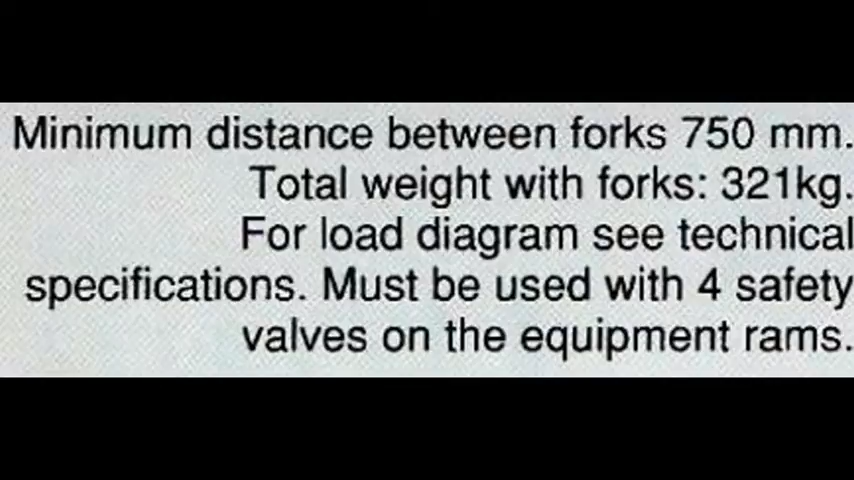 Minimum distance between forks 750 mm.
Total weight with forks: 321kg.
For load diagram see technical
specifications. Must be used with 4 safety
valves on the equipment rams.